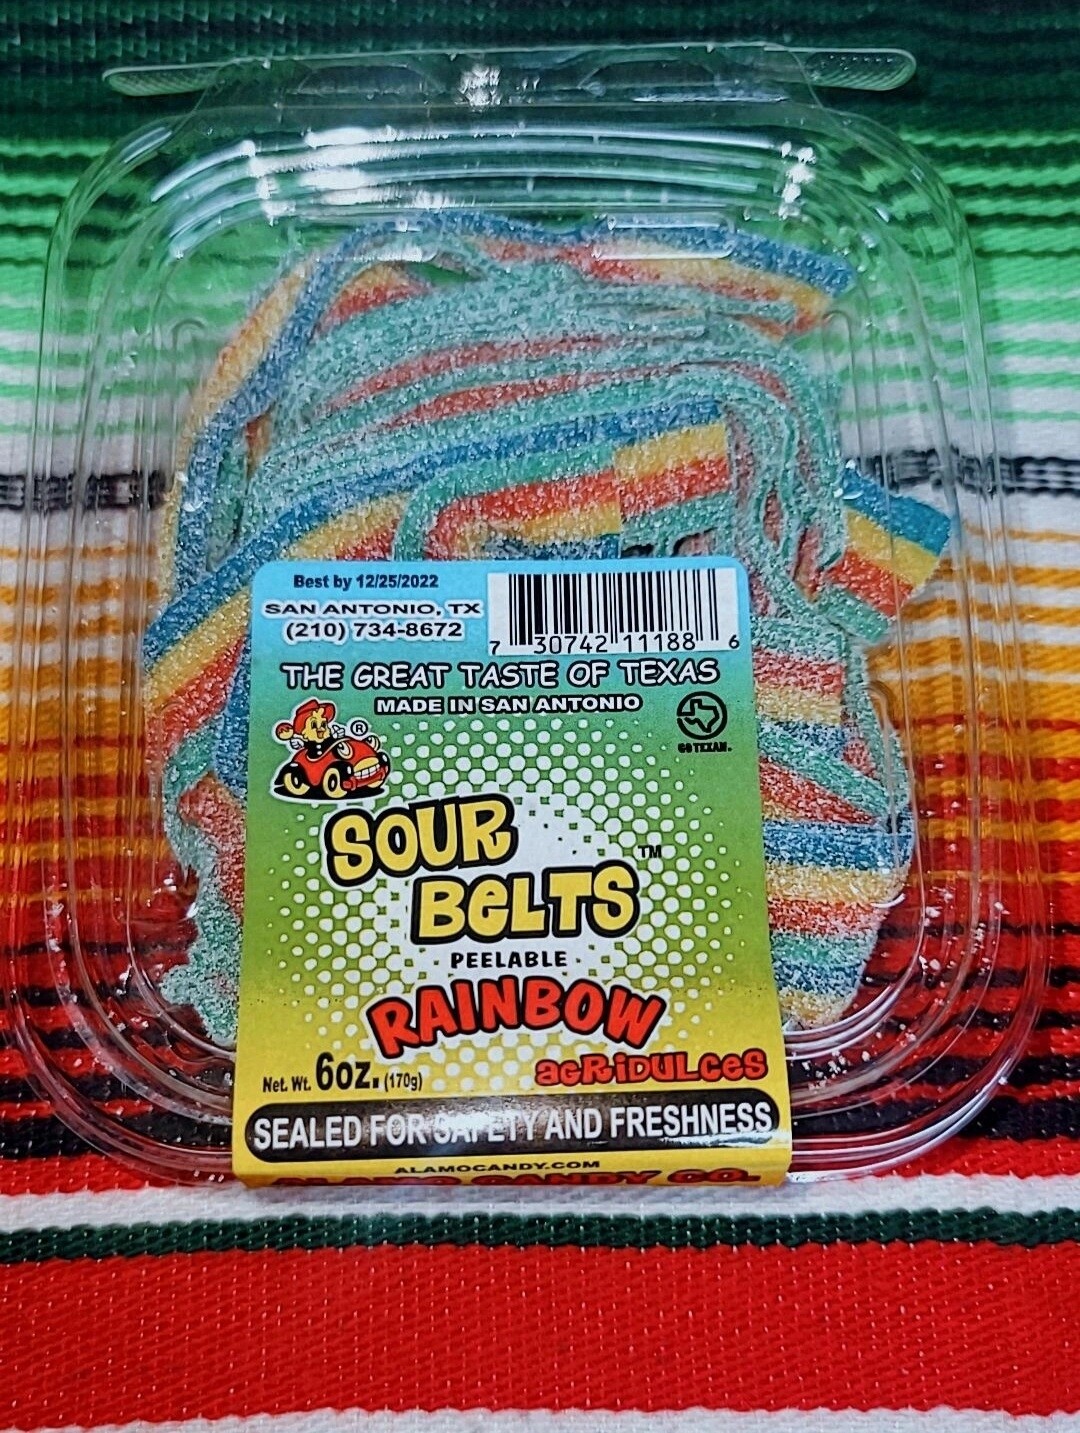 Best by 12/25/2022
SAN ANTONIO, TX
(210) 734-8672
7 30742 11188 6
THE GREAT TASTE OF TEXAS
MADE IN SAN ANTONIO
®
GO TEXAN.
SOUR
BELTS™
· PEELABLE ·
RAINBOW
Net. Wt. 6oz. (170g)
AGRIDULCES
SEALED FOR SAFETY AND FRESHNESS
ALAMOCANDY.COM
ALAMO CANDY CO.